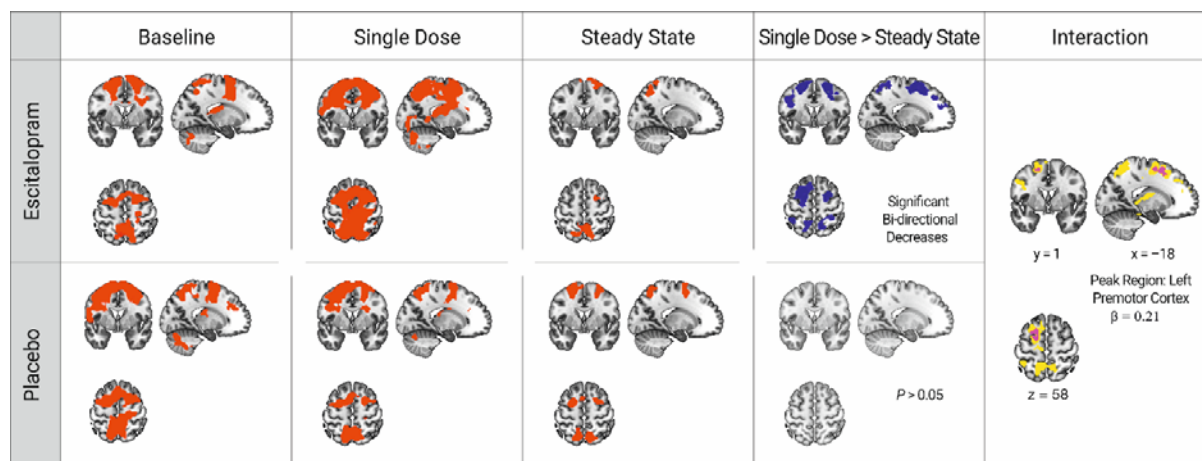 Baseline
Single Dose
Steady State
Single Dose > Steady State
Interaction
Escitalopram
Significant
Bi-directional
Decreases
y = 1
x = −18
Peak Region: Left
Premotor Cortex
β = 0.21
z = 58
Placebo
P > 0.05